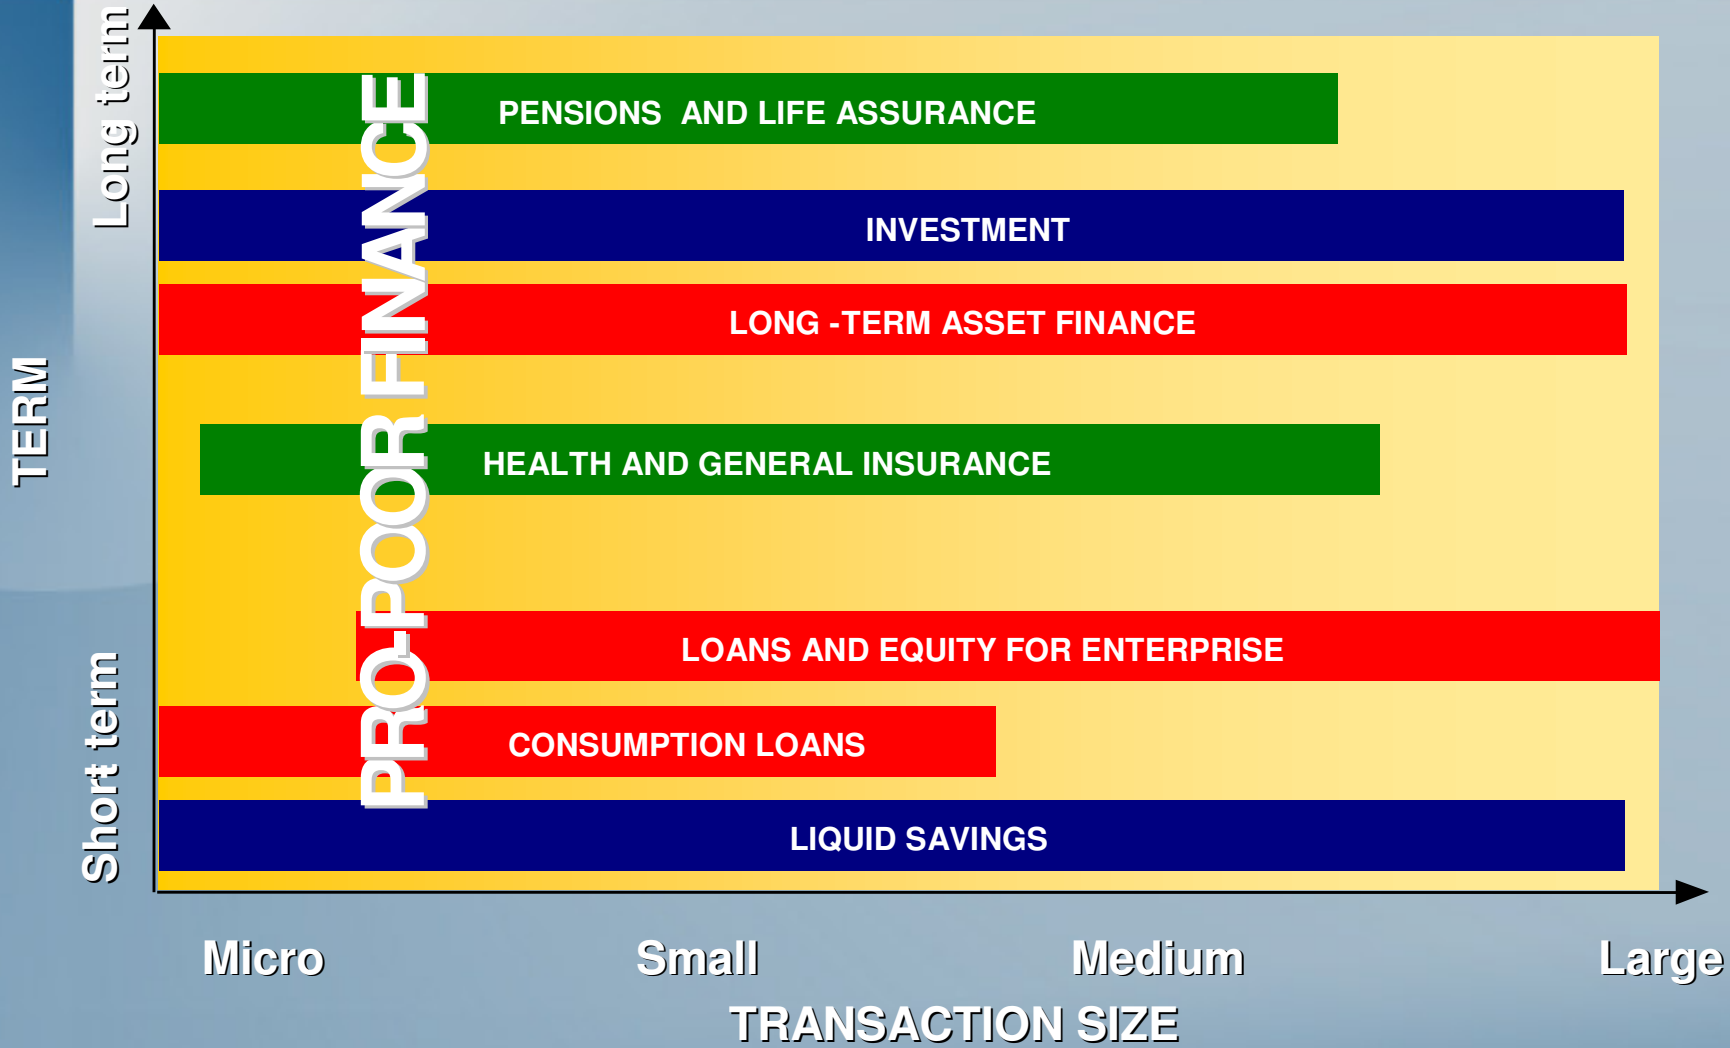 Long term
TERM
Short term
PRO-POOR FINANCE
PENSIONS AND LIFE ASSURANCE
INVESTMENT
LONG -TERM ASSET FINANCE
HEALTH AND GENERAL INSURANCE
LOANS AND EQUITY FOR ENTERPRISE
CONSUMPTION LOANS
LIQUID SAVINGS
Micro Small Medium Large
TRANSACTION SIZE